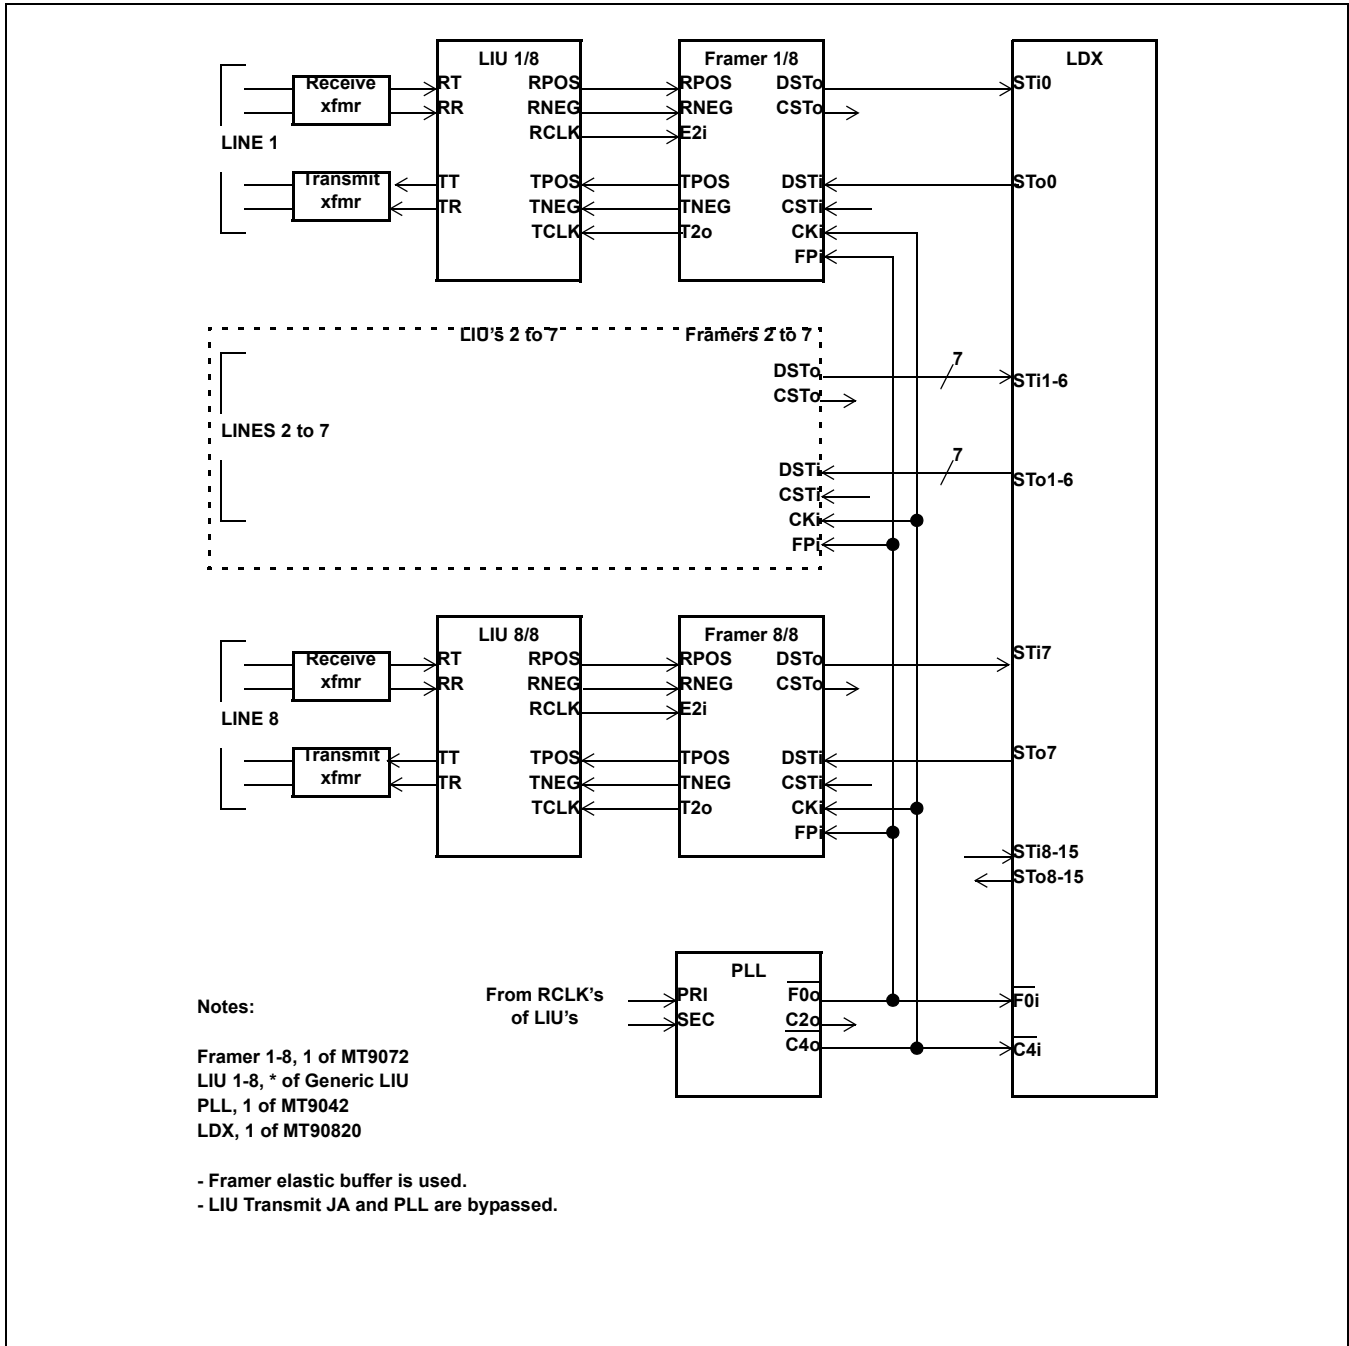 LIU 1/8
Framer 1/8
LDX
Receive
xfmr
RT
RR
RPOS
RNEG
RCLK
RPOS
RNEG
E2i
DSTo
CSTo
STi0
LINE 1
Transmit
xfmr
TT
TR
TPOS
TNEG
TCLK
TPOS
TNEG
T2o
DSTi
CSTi
CKi
FPi
STo0
LIU's 2 to 7
Framers 2 to 7
DSTo
CSTo
7
STi1-6
LINES 2 to 7
DSTi
CSTi
CKi
FPi
7
STo1-6
LIU 8/8
Framer 8/8
Receive
xfmr
RT
RR
RPOS
RNEG
RCLK
RPOS
RNEG
E2i
DSTo
CSTo
STi7
LINE 8
Transmit
xfmr
TT
TR
TPOS
TNEG
TCLK
TPOS
TNEG
T2o
DSTi
CSTi
CKi
FPi
STo7
STi8-15
STo8-15
PLL
From RCLK's
of LIU's
PRI
SEC
F0o
C2o
C4o
F0i
C4i
Notes:
Framer 1-8, 1 of MT9072
LIU 1-8, * of Generic LIU
PLL, 1 of MT9042
LDX, 1 of MT90820
- Framer elastic buffer is used.
- LIU Transmit JA and PLL are bypassed.